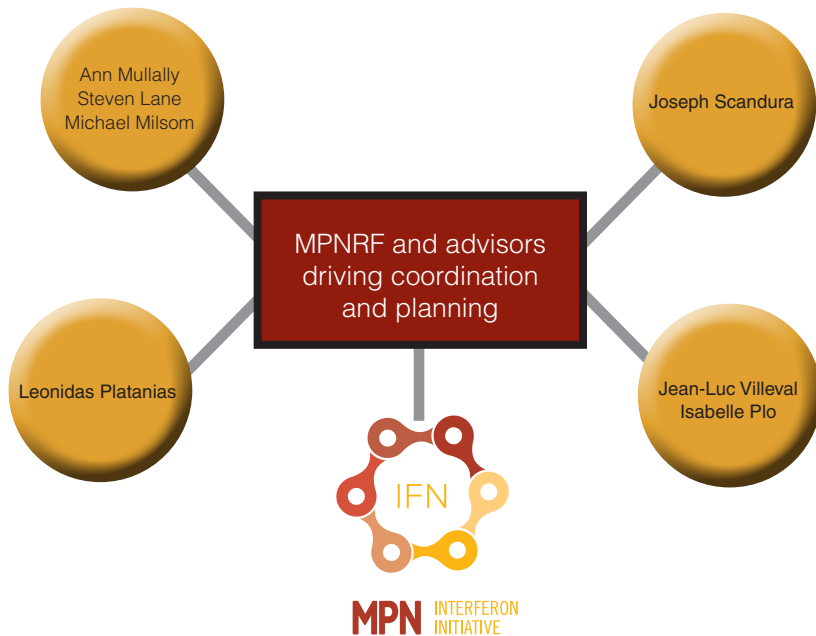 Ann Mullally
Steven Lane
Michael Milsom
Joseph Scandura
MPNRF and advisors
driving coordination
and planning
Leonidas Platanias
Jean-Luc Villeval
Isabelle Plo
IFN
MPN
INTERFERON
INITIATIVE